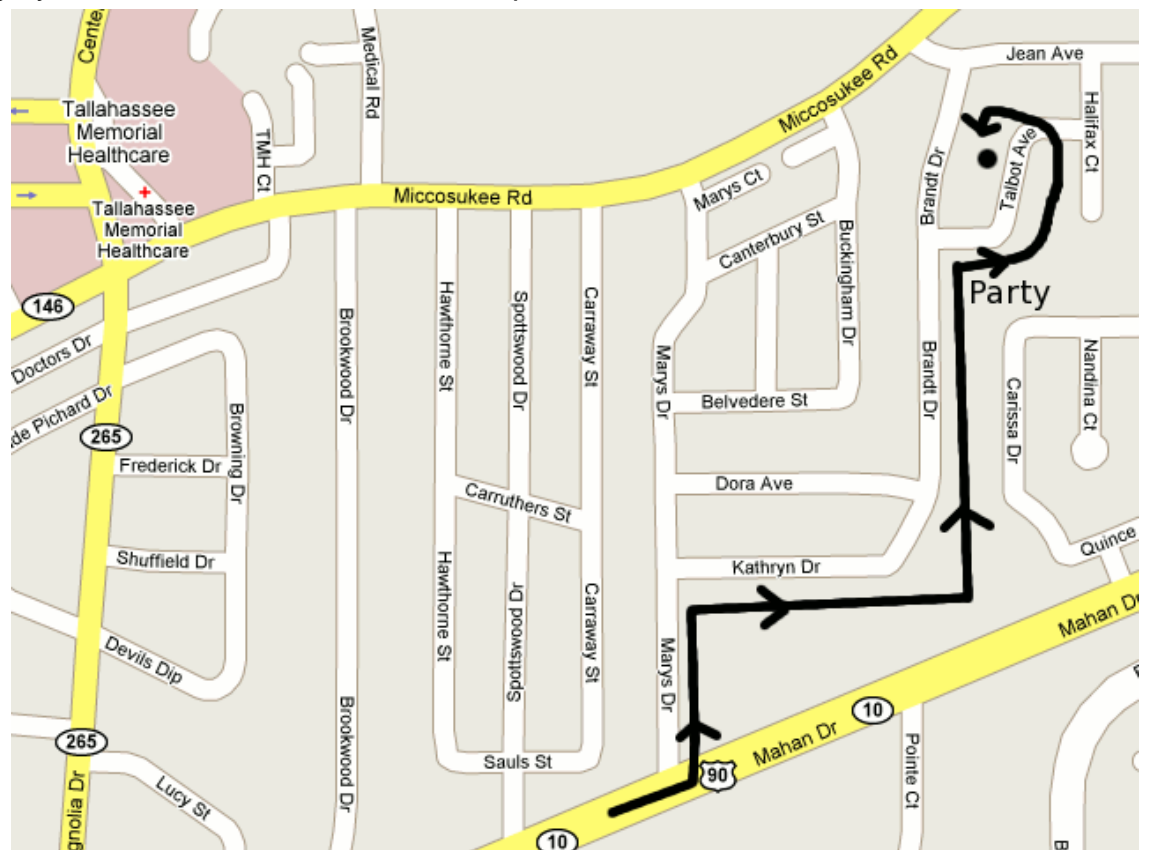 Center
Medical Rd
Jean Ave
Miccosukee Rd
Tallahassee
Memorial
Healthcare
TMH Ct
Halifax Ct
Brandt Dr
Talbot Ave
Tallahassee
Memorial
Healthcare
Miccosukee Rd
Marys Ct
Canterbury St
Buckingham Dr
146
Party
Doctors Dr
Hawthorne St
Spottswood Dr
Carraway St
Brookwood Dr
Marys Dr
Brandt Dr
Nandina Ct
Carissa Dr
de Pichard Dr
Belvedere St
265
Browning Dr
Frederick Dr
Carruthers St
Dora Ave
Shuffield Dr
Kathryn Dr
Quince
Hawthorne St
Spottswood Dr
Carraway St
Mahan Dr
Devils Dip
Marys Dr
Brookwood Dr
10
Mahan Dr
265
Sauls St
90
Pointe Ct
Lucy St
gnolia Dr
10